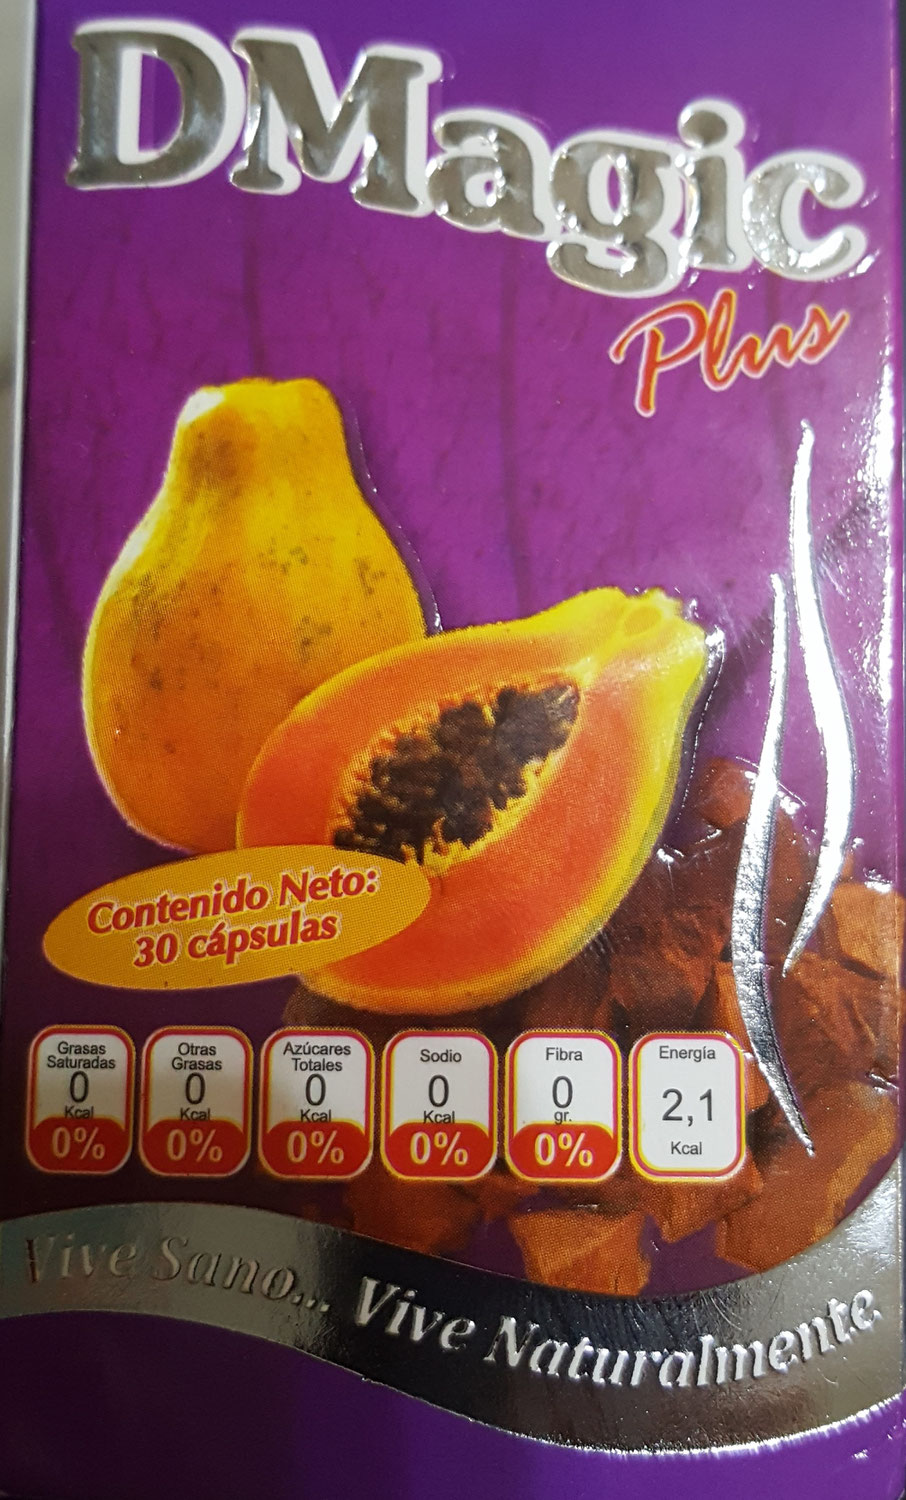 DMagic
Plus
Contenido Neto:
30 cápsulas
Grasas
Saturadas
0
Kcal
0%
Otras
Grasas
0
Kcal
0%
Azúcares
Totales
0
Kcal
0%
Sodio
0
Kcal
0%
Fibra
0
gr.
0%
Energía
2,1
Kcal
Vive Sano... Vive Naturalmente